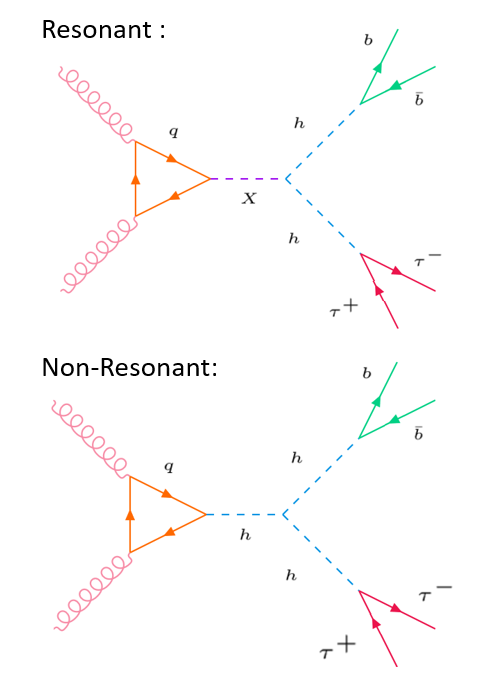 Resonant :
b
q
b̄
h
X
h
τ−
τ+
Non-Resonant:
b
q
b̄
h
h
h
τ−
τ+